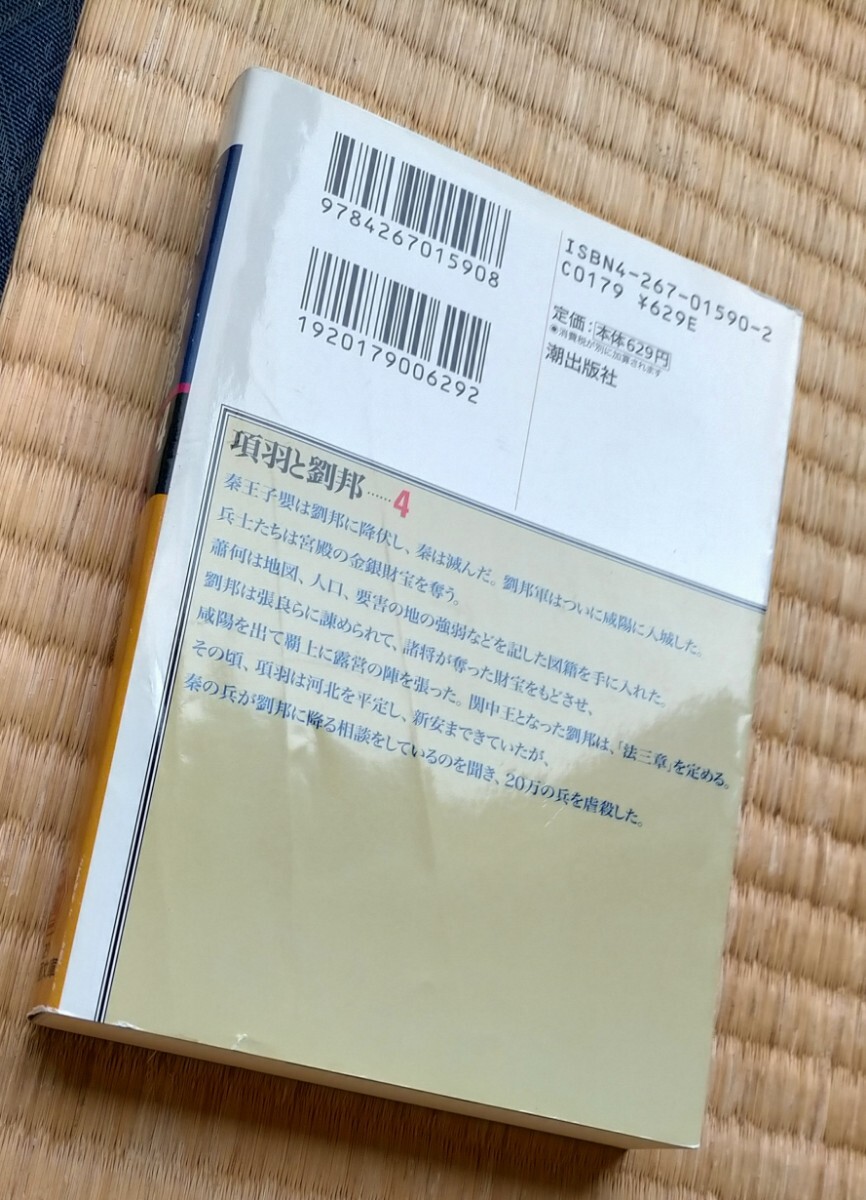 9784267015908
1920179006292
ISBN4-267-01590-2
C0179 ¥629E
定価：本体629円
●消費税が別に加算されます
潮出版社
項羽と劉邦……4
秦王子嬰は劉邦に降伏し、秦は滅んだ。劉邦軍はついに咸陽に入城した。
兵士たちは宮殿の金銀財宝を奪う。
蕭何は地図、人口、要害の地の強弱などを記した図籍を手に入れた。
劉邦は張良らに諫められて、諸将が奪った財宝をもどさせ、
咸陽を出て覇上に露営の陣を張った。関中王となった劉邦は、「法三章」を定める。
その頃、項羽は河北を平定し、新安まできていたが、
秦の兵が劉邦に降る相談をしているのを聞き、20万の兵を虐殺した。